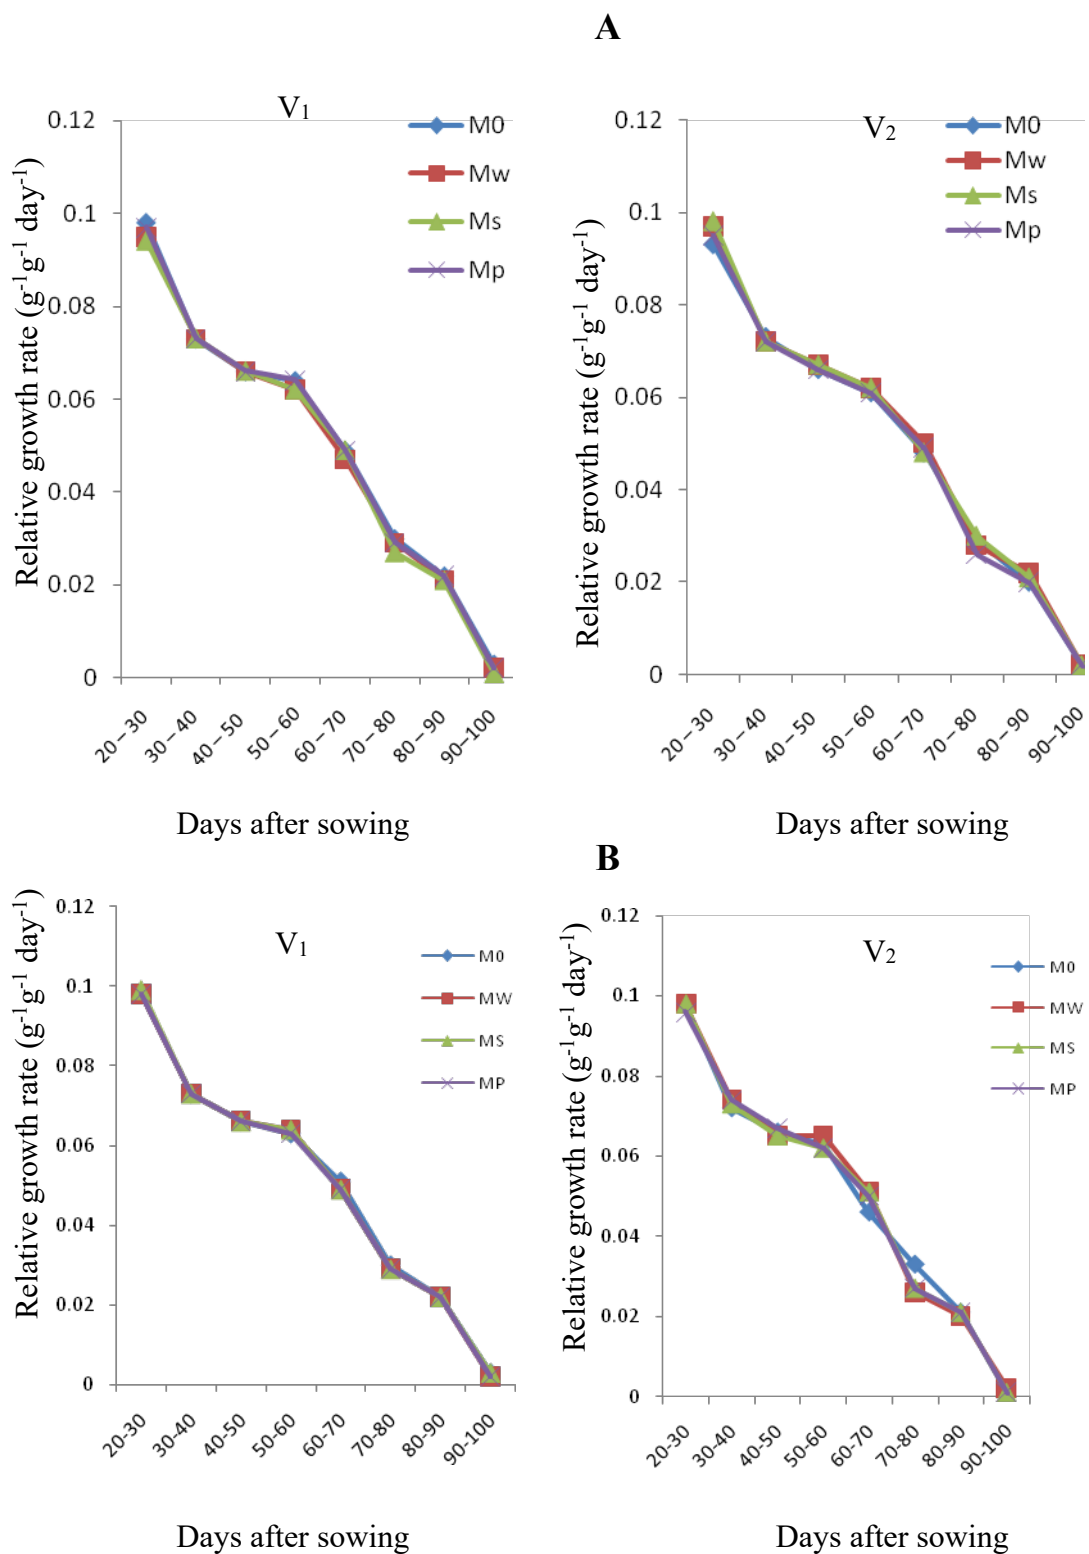 A
V₁
0.12
0.1
0.08
0.06
0.04
0.02
0
M0
Mw
Ms
Mp
Relative growth rate (g⁻¹g⁻¹ day⁻¹)
20 – 30
30 – 40
40 – 50
50 – 60
60 – 70
70 – 80
80 – 90
90–100
Days after sowing
V₂
0.12
0.1
0.08
0.06
0.04
0.02
0
M0
Mw
Ms
Mp
Relative growth rate (g⁻¹g⁻¹ day⁻¹)
20 – 30
30 – 40
40 – 50
50 – 60
60 – 70
70 – 80
80 – 90
90–100
Days after sowing
B
V₁
0.12
0.1
0.08
0.06
0.04
0.02
0
M0
MW
MS
MP
Relative growth rate (g⁻¹g⁻¹ day⁻¹)
20-30
30-40
40-50
50-60
60-70
70-80
80-90
90-100
Days after sowing
V₂
0.12
0.1
0.08
0.06
0.04
0.02
0
M0
MW
MS
MP
Relative growth rate (g⁻¹g⁻¹ day⁻¹)
20-30
30-40
40-50
50-60
60-70
70-80
80-90
90-100
Days after sowing